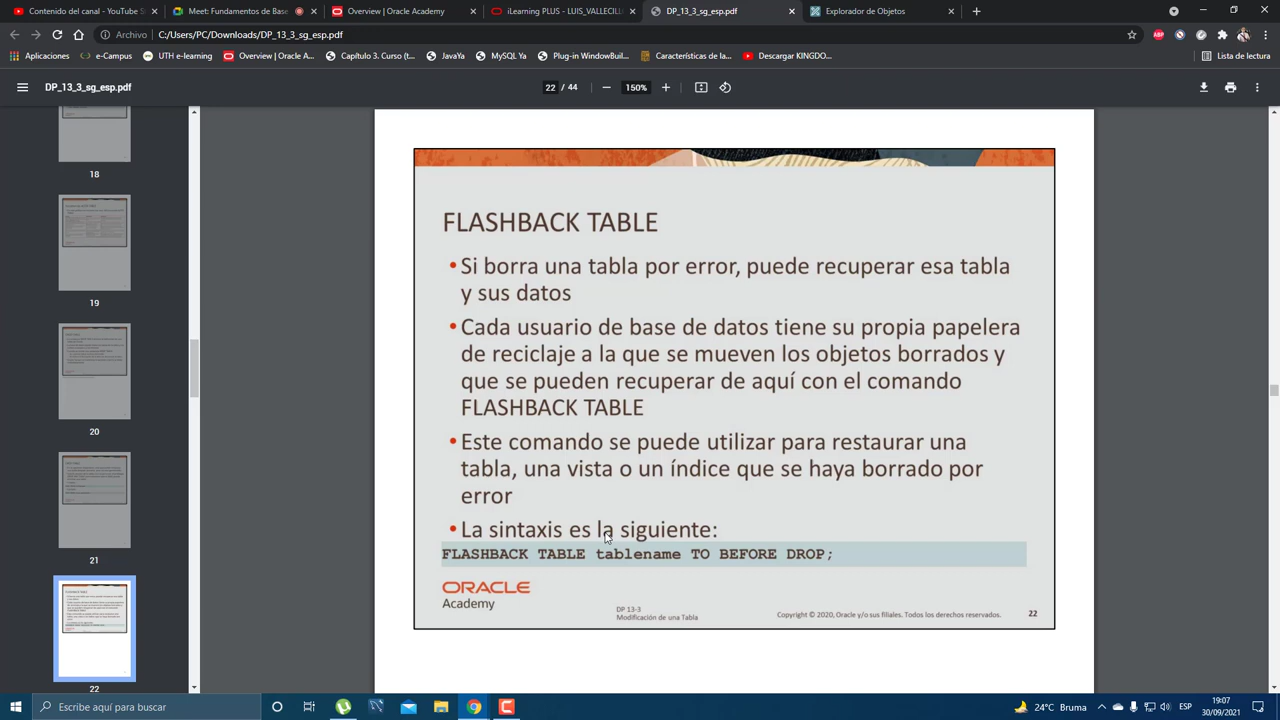 Contenido del canal - YouTube S
Meet: Fundamentos de Base
Overview | Oracle Academy
iLearning PLUS - LUIS_VALLECILL
DP_13_3_sg_esp.pdf
Explorador de Objetos
Archivo | C:/Users/PC/Downloads/DP_13_3_sg_esp.pdf
Aplicaciones
e-Campus
UTH e-learning
Overview | Oracle A...
Capítulo 3. Curso (t...
JavaYa
MySQL Ya
Plug-in WindowBuil...
Características de la...
Descargar KINGDO...
Lista de lectura
DP_13_3_sg_esp.pdf
22 / 44
150%
18
19
20
21
22
FLASHBACK TABLE
•Si borra una tabla por error, puede recuperar esa tabla
y sus datos
•Cada usuario de base de datos tiene su propia papelera
de reciclaje a la que se mueven los objetos borrados y
que se pueden recuperar de aquí con el comando
FLASHBACK TABLE
•Este comando se puede utilizar para restaurar una
tabla, una vista o un índice que se haya borrado por
error
•La sintaxis es la siguiente:
FLASHBACK TABLE tablename TO BEFORE DROP;
ORACLE
Academy
DP 13-3
Modificación de una Tabla
Copyright © 2020, Oracle y/o sus filiales. Todos los derechos reservados.
22
Escribe aquí para buscar
24°C Bruma
ESP
19:07
30/09/2021